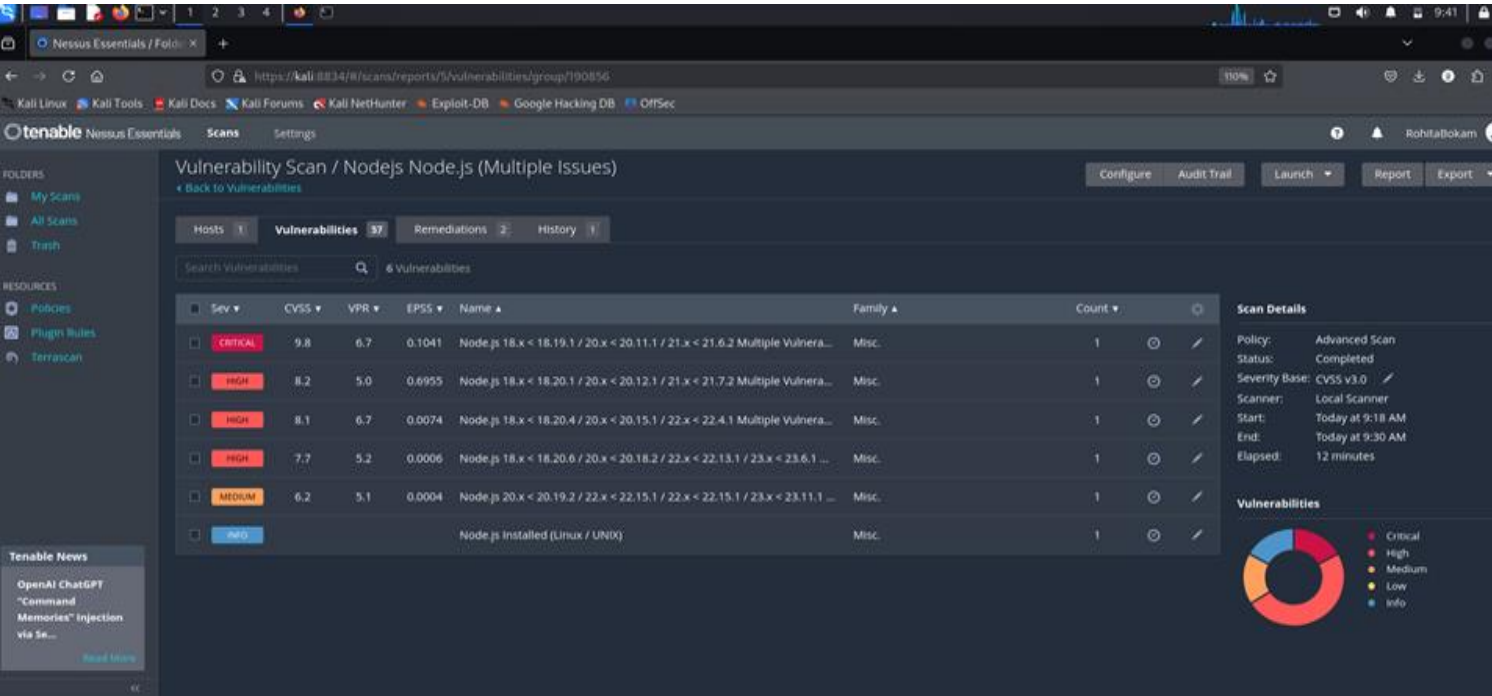 1 2 3 4
9:41
Nessus Essentials / Folde
https://kali:8834/#/scans/reports/5/vulnerabilities/group/190856
110%
Kali Linux Kali Tools Kali Docs Kali Forums Kali NetHunter Exploit-DB Google Hacking DB OffSec
tenable Nessus Essentials Scans Settings
RohitaBokam
FOLDERS
My Scans
All Scans
Trash
RESOURCES
Policies
Plugin Rules
Terrascan
Tenable News
OpenAI ChatGPT
"Command
Memories" Injection
via Se...
Read More
Vulnerability Scan / Nodejs Node.js (Multiple Issues)
Back to Vulnerabilities
Configure Audit Trail Launch Report Export
Hosts 1 Vulnerabilities 37 Remediations 2 History 1
Search Vulnerabilities 6 Vulnerabilities
Sev CVSS VPR EPSS Name Family Count
CRITICAL 9.8 6.7 0.1041 Node.js 18.x < 18.19.1 / 20.x < 20.11.1 / 21.x < 21.6.2 Multiple Vulnera... Misc. 1
HIGH 8.2 5.0 0.6955 Node.js 18.x < 18.20.1 / 20.x < 20.12.1 / 21.x < 21.7.2 Multiple Vulnera... Misc. 1
HIGH 8.1 6.7 0.0074 Node.js 18.x < 18.20.4 / 20.x < 20.15.1 / 22.x < 22.4.1 Multiple Vulnera... Misc. 1
HIGH 7.7 5.2 0.0006 Node.js 18.x < 18.20.6 / 20.x < 20.18.2 / 22.x < 22.13.1 / 23.x < 23.6.1 ... Misc. 1
MEDIUM 6.2 5.1 0.0004 Node.js 20.x < 20.19.2 / 22.x < 22.15.1 / 22.x < 22.15.1 / 23.x < 23.11.1 ... Misc. 1
INFO Node.js Installed (Linux / UNIX) Misc. 1
Scan Details
Policy: Advanced Scan
Status: Completed
Severity Base: CVSS v3.0
Scanner: Local Scanner
Start: Today at 9:18 AM
End: Today at 9:30 AM
Elapsed: 12 minutes
Vulnerabilities
Critical
High
Medium
Low
Info